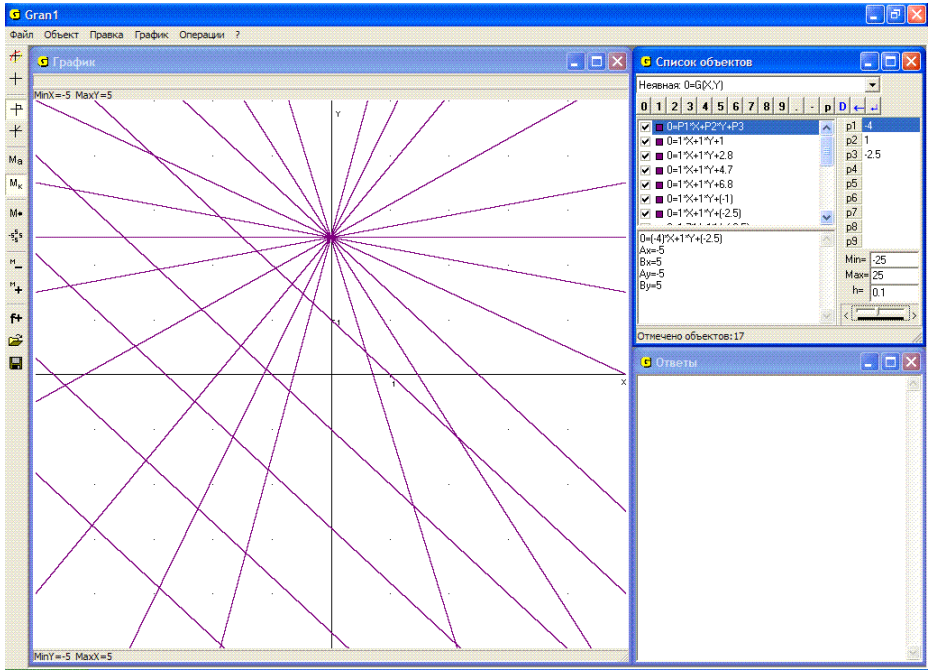 Gran1
Файл Объект Правка График Операции ?
График
MinX=-5 MaxY=5
Y
1
1
X
MinY=-5 MaxX=5
Ma
Mк
M•
M
M
f+
Список объектов
Неявная: 0=G(X,Y)
0 1 2 3 4 5 6 7 8 9 . - p D ← ↵
0=P1*X+P2*Y+P3
0=1*X+1*Y+1
0=1*X+1*Y+2.8
0=1*X+1*Y+4.7
0=1*X+1*Y+6.8
0=1*X+1*Y+(-1)
0=1*X+1*Y+(-2.5)
p1 -4
p2 1
p3 -2.5
p4
p5
p6
p7
p8
p9
0=(-4)*X+1*Y+(-2.5)
Ax=-5
Bx=5
Ay=-5
By=5
Min= -25
Max= 25
h= 0.1
Отмечено объектов:17
Ответы